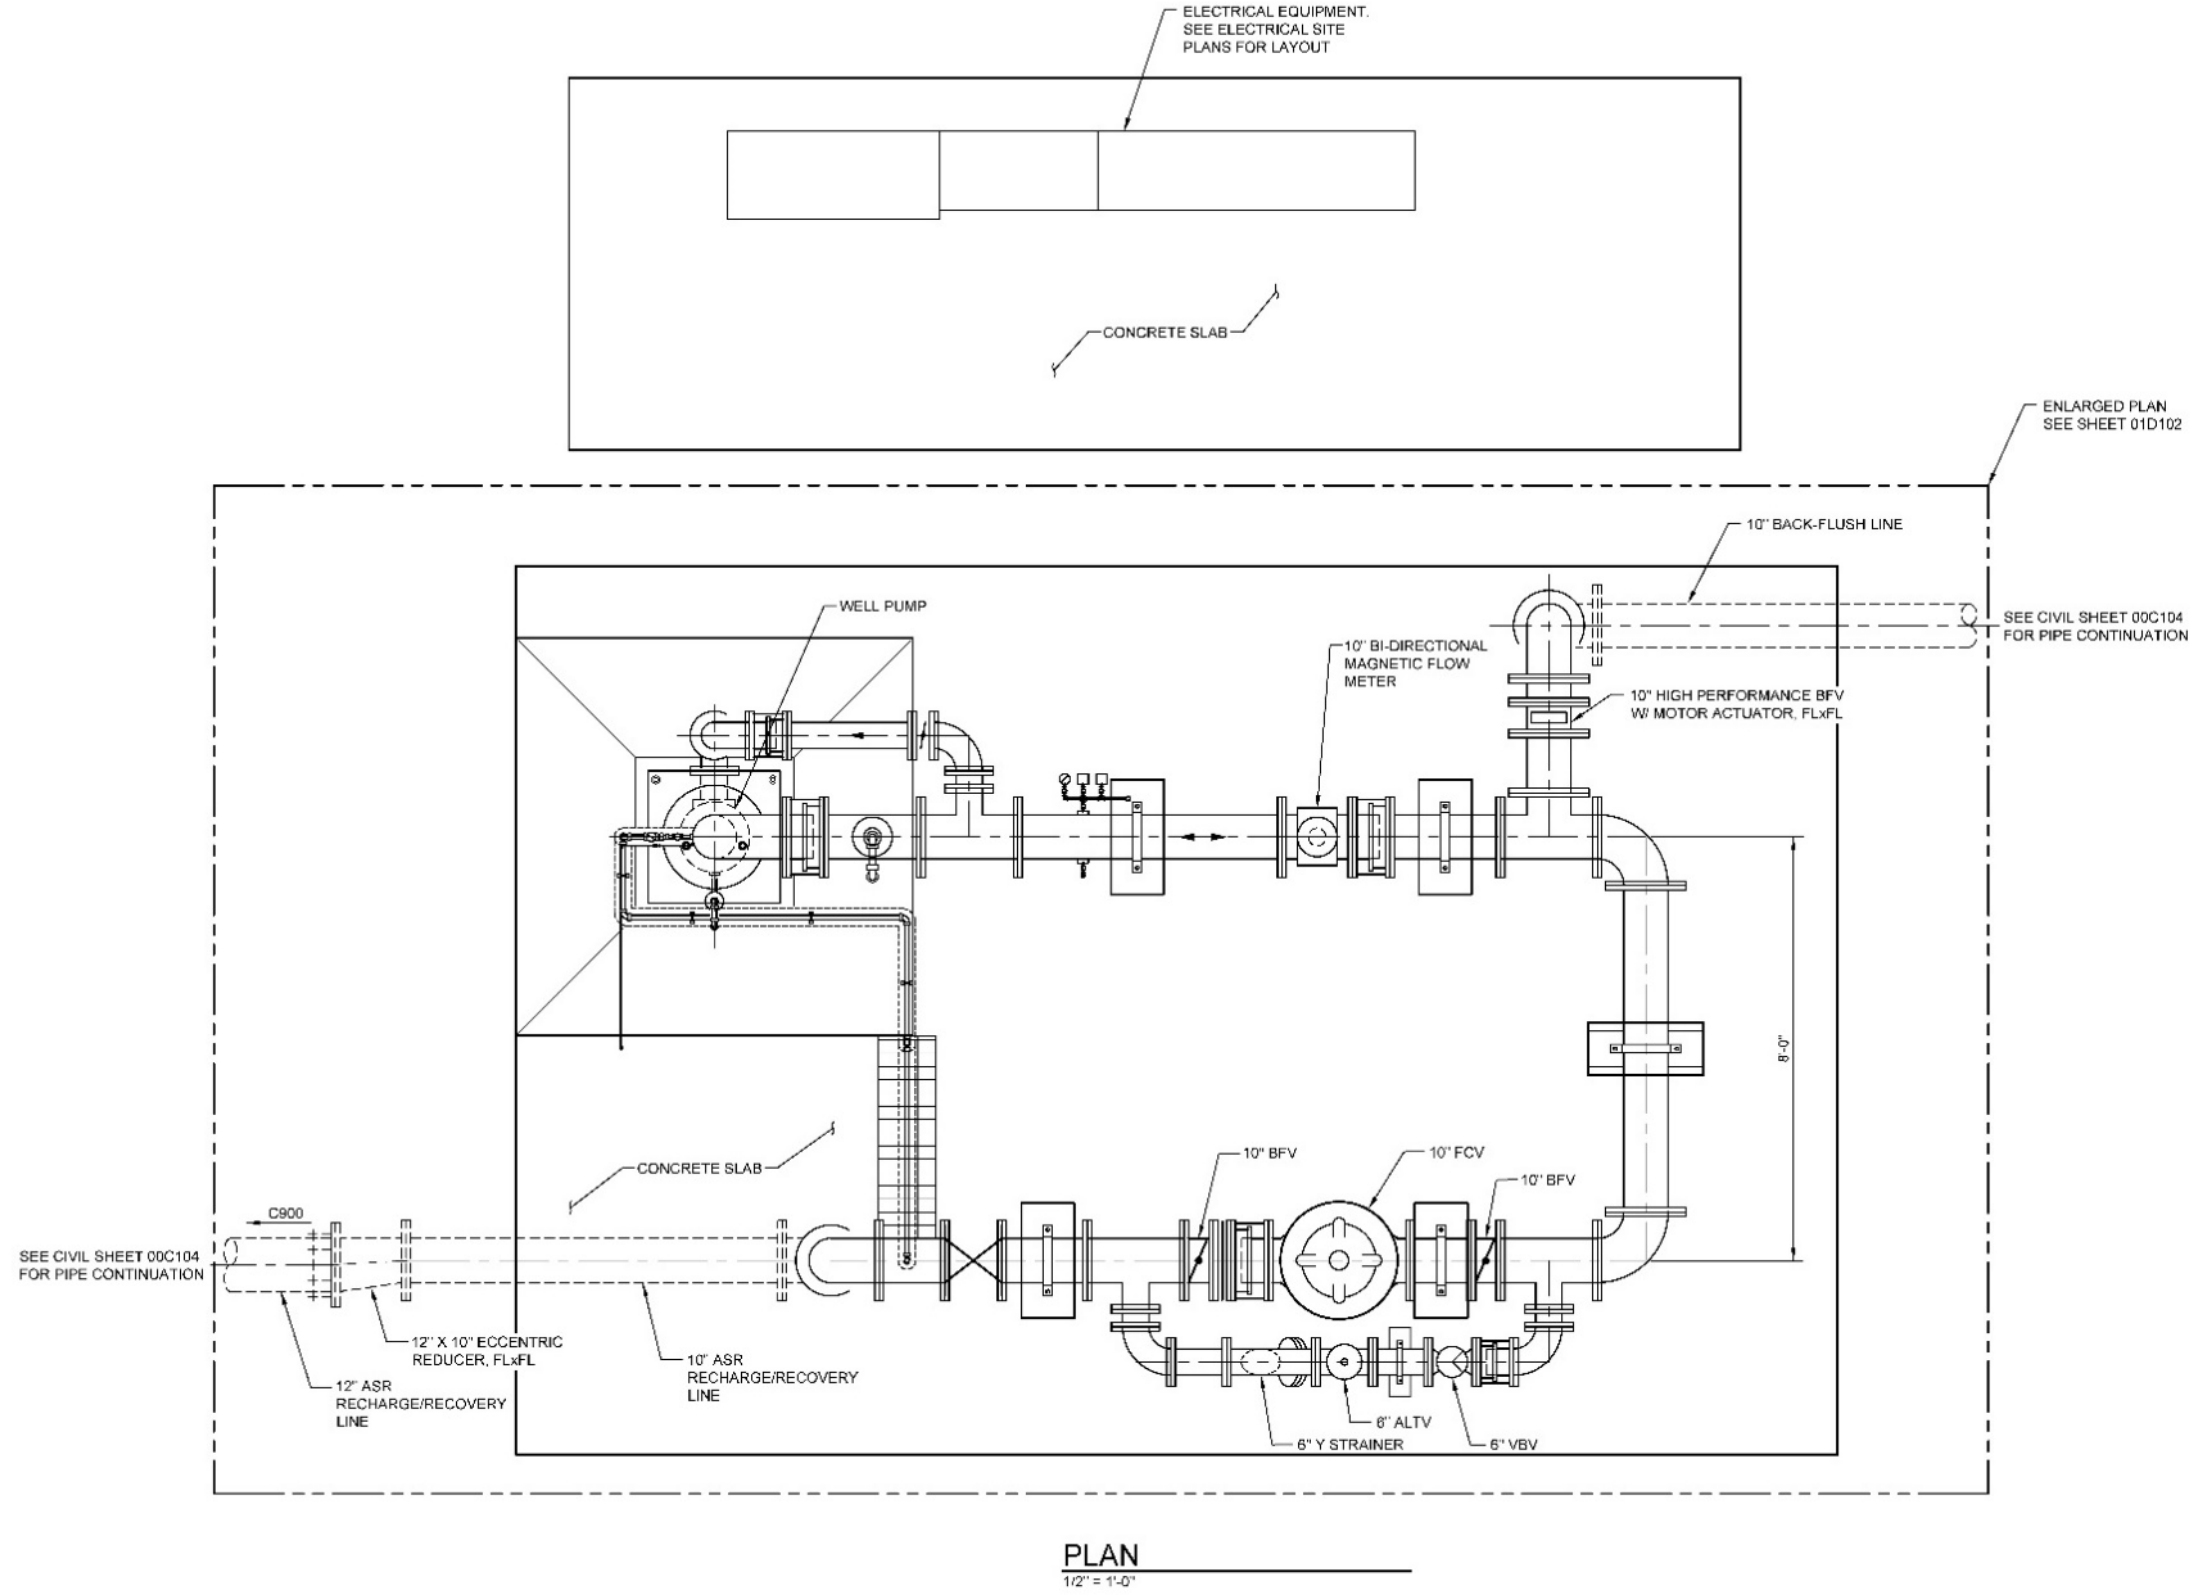 ELECTRICAL EQUIPMENT.
SEE ELECTRICAL SITE
PLANS FOR LAYOUT
CONCRETE SLAB
ENLARGED PLAN
SEE SHEET 01D102
10" BACK-FLUSH LINE
SEE CIVIL SHEET 00C104
FOR PIPE CONTINUATION
WELL PUMP
10" BI-DIRECTIONAL
MAGNETIC FLOW
METER
10" HIGH PERFORMANCE BFV
W/ MOTOR ACTUATOR, FLxFL
8'-0"
10" BFV
10" FCV
10" BFV
CONCRETE SLAB
C900
SEE CIVIL SHEET 00C104
FOR PIPE CONTINUATION
12" X 10" ECCENTRIC
REDUCER, FLxFL
10" ASR
RECHARGE/RECOVERY
LINE
12" ASR
RECHARGE/RECOVERY
LINE
6" ALTV
6" Y STRAINER
6" VBV
PLAN
1/2" = 1'-0"